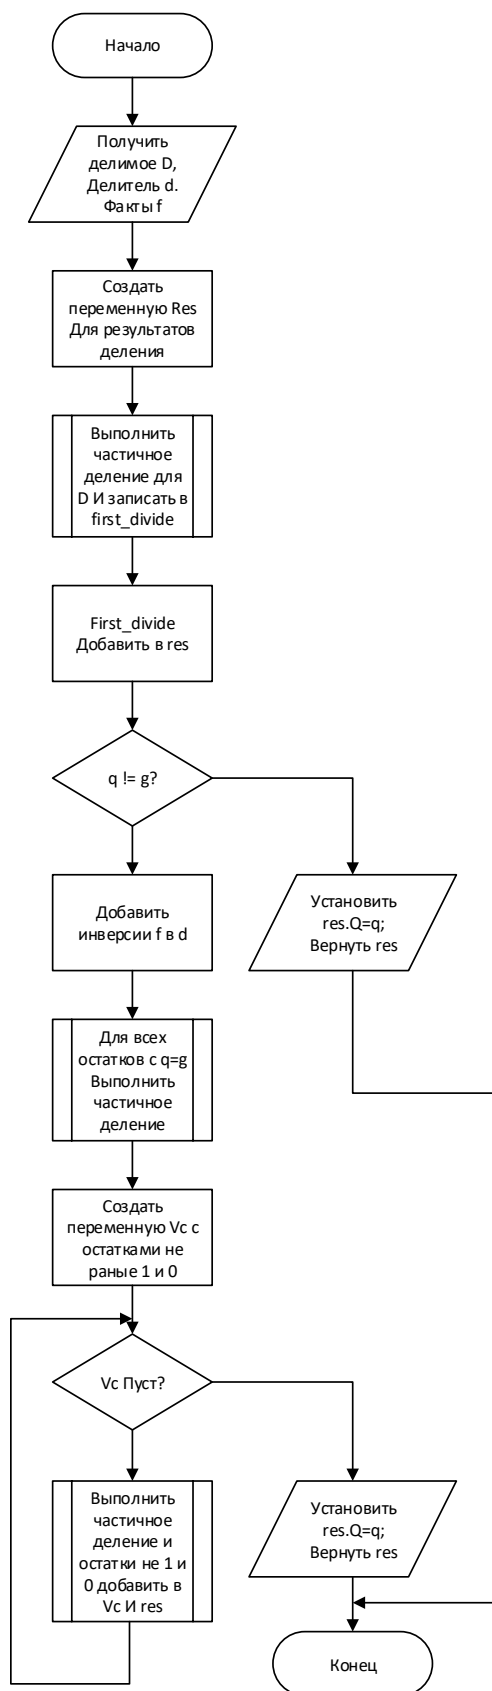 Начало
Получить
делимое D,
Делитель d.
Факты f
Создать
переменную Res
Для результатов
деления
Выполнить
частичное
деление для
D И записать в
first_divide
First_divide
Добавить в res
q != g?
Добавить
инверсии f в d
Установить
res.Q=q;
Вернуть res
Для всех
остатков с q=g
Выполнить
частичное
деление
Создать
переменную Vc с
остатками не
раные 1 и 0
Vc Пуст?
Выполнить
частичное
деление и
остатки не 1 и
0 добавить в
Vc И res
Установить
res.Q=q;
Вернуть res
Конец